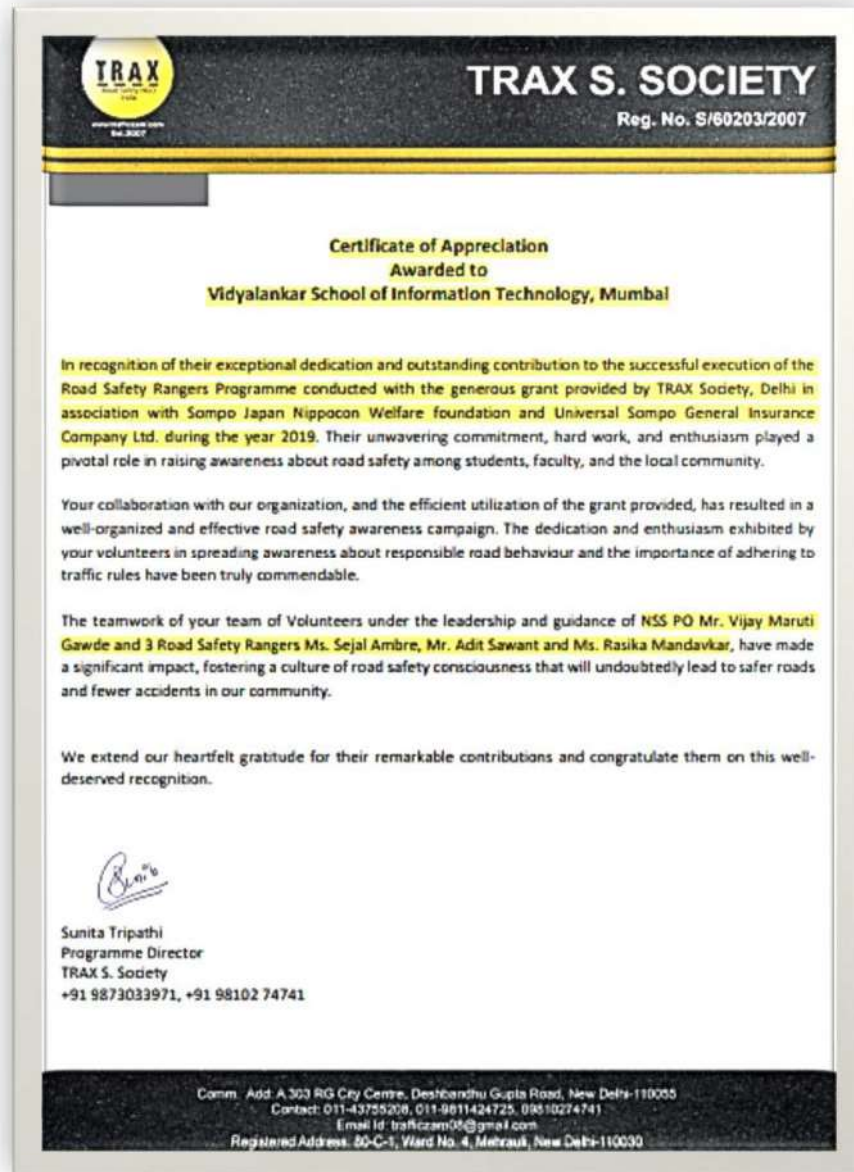 TRAX
TRAX S. SOCIETY
Reg. No. S/60203/2007
Certificate of Appreciation
Awarded to
Vidyalankar School of Information Technology, Mumbai
In recognition of their exceptional dedication and outstanding contribution to the successful execution of the
Road Safety Rangers Programme conducted with the generous grant provided by TRAX Society, Delhi in
association with Sompo Japan Nippocon Welfare foundation and Universal Sompo General Insurance
Company Ltd. during the year 2019. Their unwavering commitment, hard work, and enthusiasm played a
pivotal role in raising awareness about road safety among students, faculty, and the local community.
Your collaboration with our organization, and the efficient utilization of the grant provided, has resulted in a
well-organized and effective road safety awareness campaign. The dedication and enthusiasm exhibited by
your volunteers in spreading awareness about responsible road behaviour and the importance of adhering to
traffic rules have been truly commendable.
The teamwork of your team of Volunteers under the leadership and guidance of NSS PO Mr. Vijay Maruti
Gawde and 3 Road Safety Rangers Ms. Sejal Ambre, Mr. Adit Sawant and Ms. Rasika Mandavkar, have made
a significant impact, fostering a culture of road safety consciousness that will undoubtedly lead to safer roads
and fewer accidents in our community.
We extend our heartfelt gratitude for their remarkable contributions and congratulate them on this well-
deserved recognition.
Sunita Tripathi
Programme Director
TRAX S. Society
+91 9873033971, +91 98102 74741
Comm. Add: A 303 RG City Centre, Deshbandhu Gupta Road, New Delhi-110055
Contact: 011-43755208, 011-9811424725, 09810274741
Email Id: trafficzam08@gmail.com
Registered Address: 80-C-1, Ward No. 4, Mehrauli, New Delhi-110030